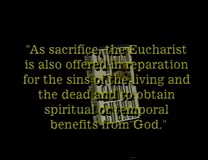 "As sacrifice, the Eucharist
is also offered in reparation
for the sins of the living and
the dead and to obtain
spiritual or temporal
benefits from God."